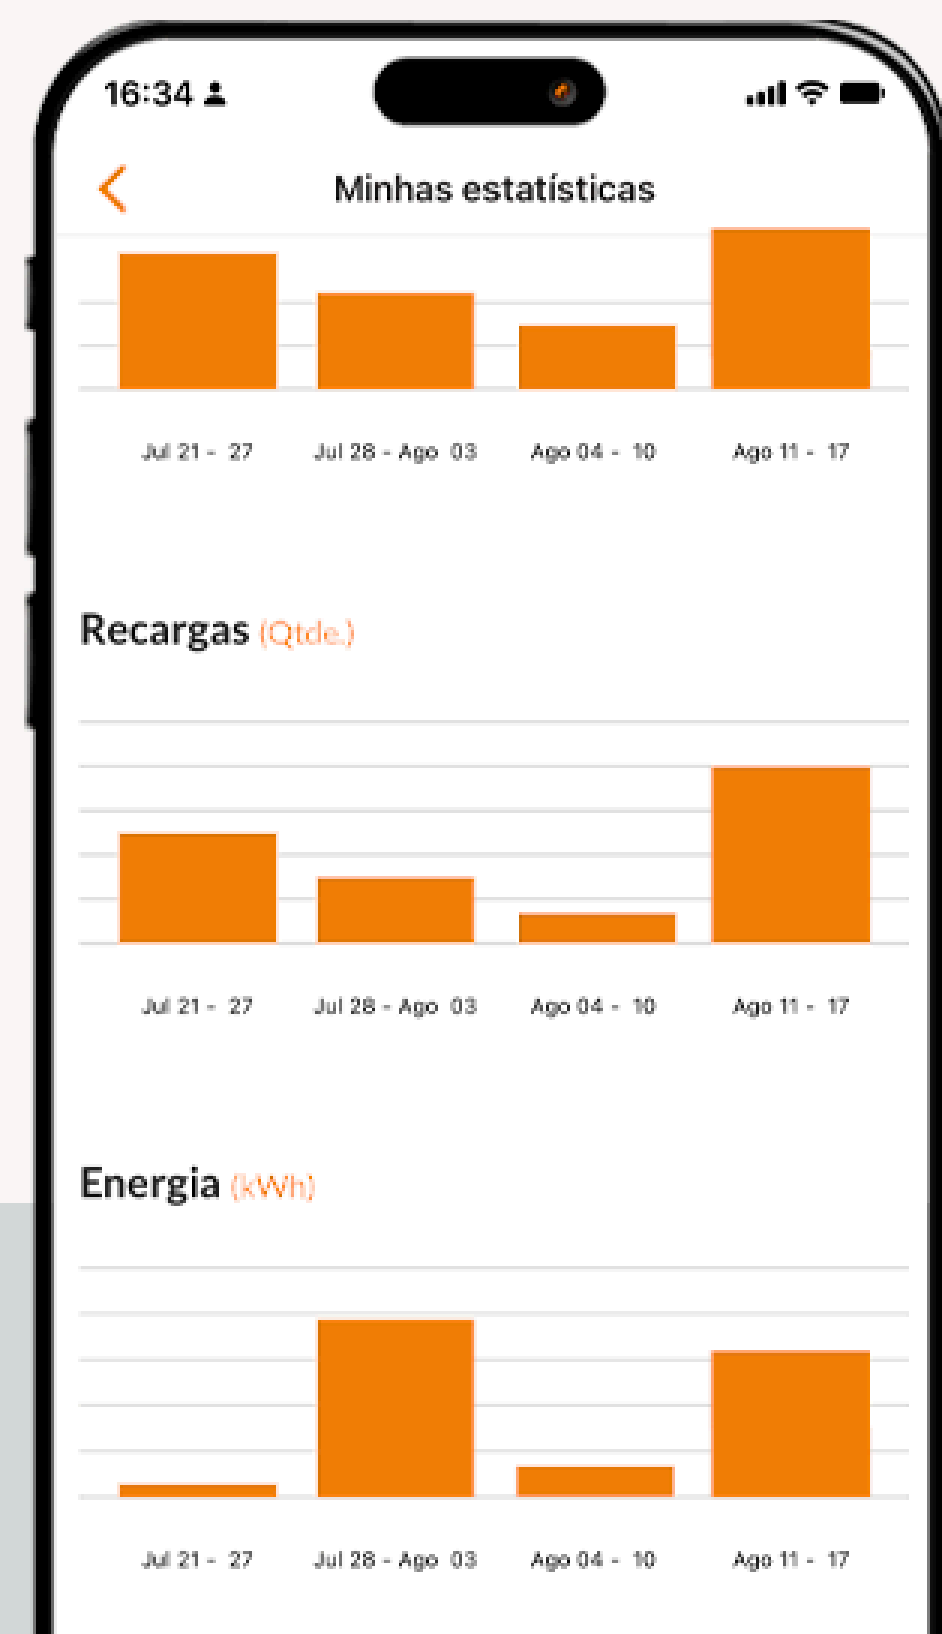 16:34
Minhas estatísticas
Jul 21 - 27 Jul 28 - Ago 03 Ago 04 - 10 Ago 11 - 17
Recargas (Qtde.)
Jul 21 - 27 Jul 28 - Ago 03 Ago 04 - 10 Ago 11 - 17
Energia (kWh)
Jul 21 - 27 Jul 28 - Ago 03 Ago 04 - 10 Ago 11 - 17